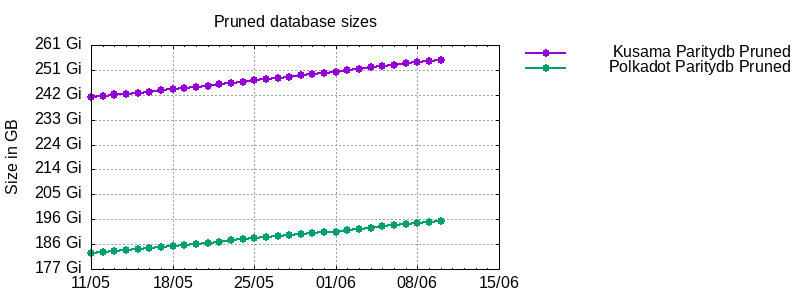 Pruned database sizes
261 Gi
251 Gi
242 Gi
233 Gi
224 Gi
214 Gi
205 Gi
196 Gi
186 Gi
177 Gi
Size in GB
11/05 18/05 25/05 01/06 08/06 15/06
Kusama Paritydb Pruned
Polkadot Paritydb Pruned